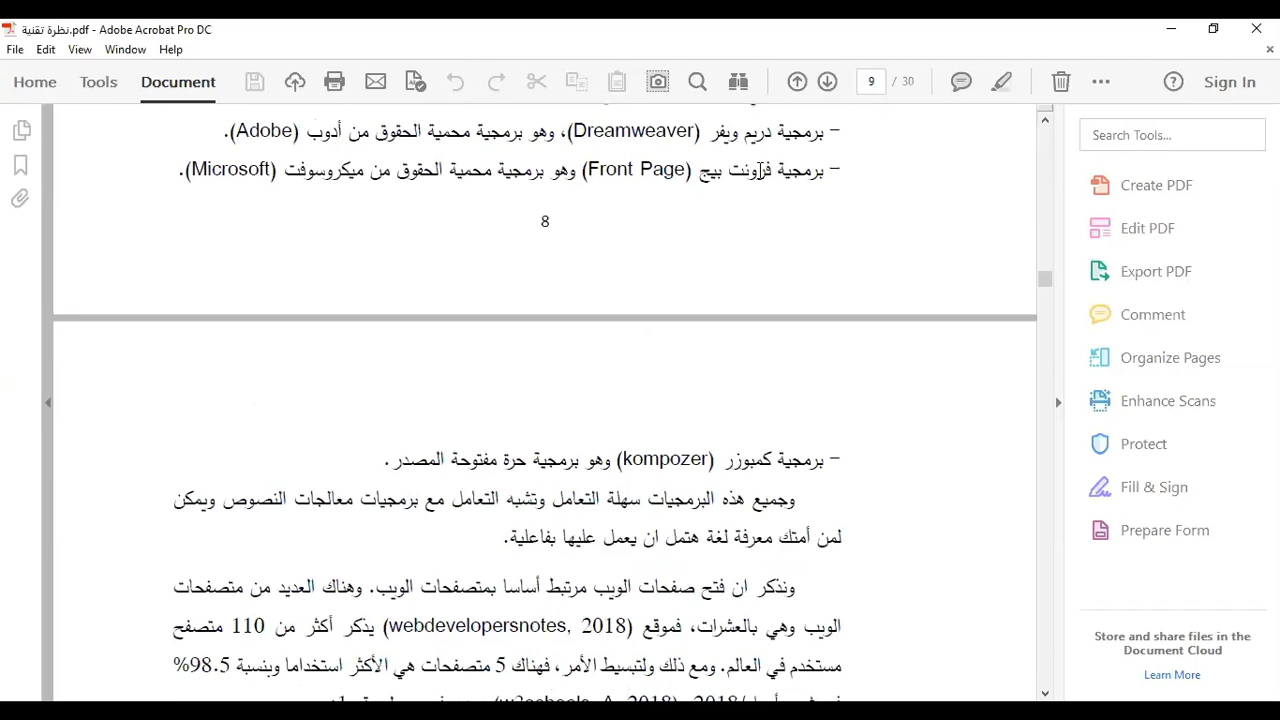 نظرة تقنية.pdf - Adobe Acrobat Pro DC
File Edit View Window Help
Home Tools Document 9 / 30 Sign In
– برمجية دريم ويفر (Dreamweaver)، وهو برمجية محمية الحقوق من أدوب (Adobe).
– برمجية فرونت بيج (Front Page) وهو برمجية محمية الحقوق من ميكروسوفت (Microsoft).
8
– برمجية كمبوزر (kompozer) وهو برمجية حرة مفتوحة المصدر .
وجميع هذه البرمجيات سهلة التعامل وتشبه التعامل مع برمجيات معالجات النصوص ويمكن
لمن أمتك معرفة لغة هتمل ان يعمل عليها بفاعلية.
ونذكر ان فتح صفحات الويب مرتبط أساسا بمتصفحات الويب. وهناك العديد من متصفحات
الويب وهي بالعشرات، فموقع (webdevelopersnotes, 2018) يذكر أكثر من 110 متصفح
مستخدم في العالم. ومع ذلك ولتبسيط الأمر، فهناك 5 متصفحات هي الأكثر استخداما وبنسبة 98.5%
Search Tools...
Create PDF
Edit PDF
Export PDF
Comment
Organize Pages
Enhance Scans
Protect
Fill & Sign
Prepare Form
Store and share files in the
Document Cloud
Learn More